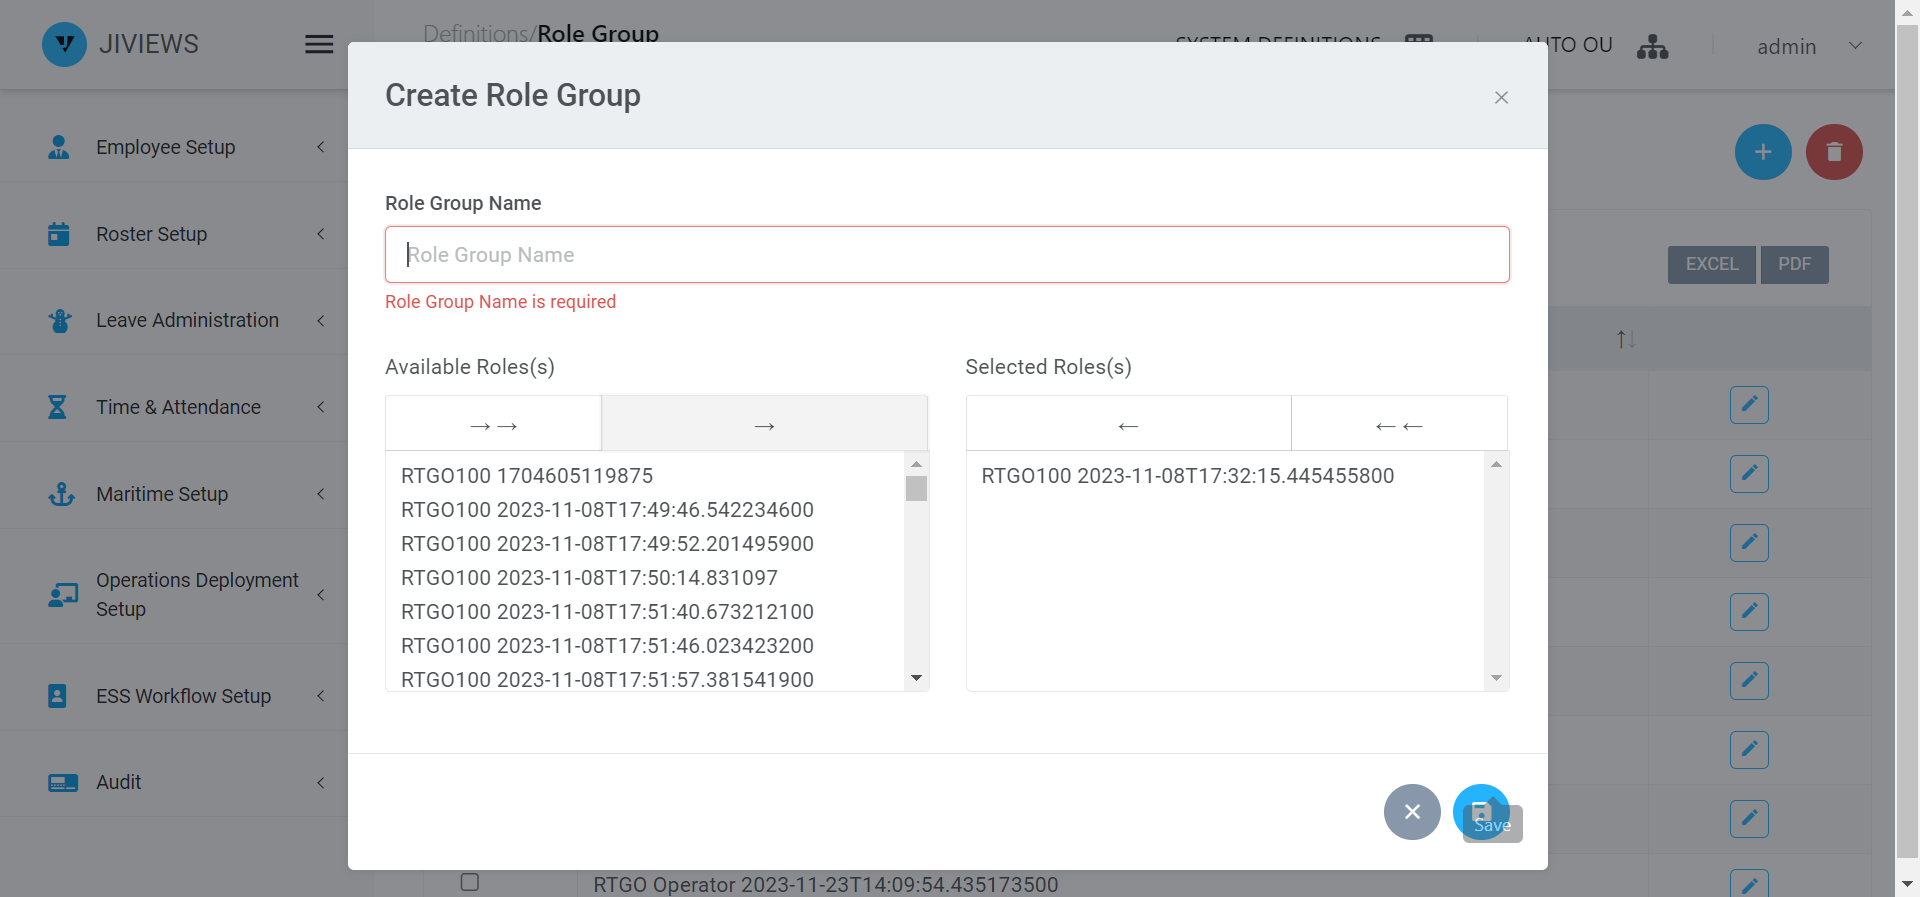 JIVIEWS
Definitions/Role Group
SYSTEM DEFINITIONS
AUTO OU
admin
Create Role Group
Employee Setup
Roster Setup
Leave Administration
Time & Attendance
Maritime Setup
Operations Deployment
Setup
ESS Workflow Setup
Audit
Role Group Name
Role Group Name
Role Group Name is required
EXCEL
PDF
Available Roles(s)
Selected Roles(s)
RTGO100 1704605119875
RTGO100 2023-11-08T17:49:46.542234600
RTGO100 2023-11-08T17:49:52.201495900
RTGO100 2023-11-08T17:50:14.831097
RTGO100 2023-11-08T17:51:40.673212100
RTGO100 2023-11-08T17:51:46.023423200
RTGO100 2023-11-08T17:51:57.381541900
RTGO100 2023-11-08T17:32:15.445455800
Save
RTGO Operator 2023-11-23T14:09:54.435173500